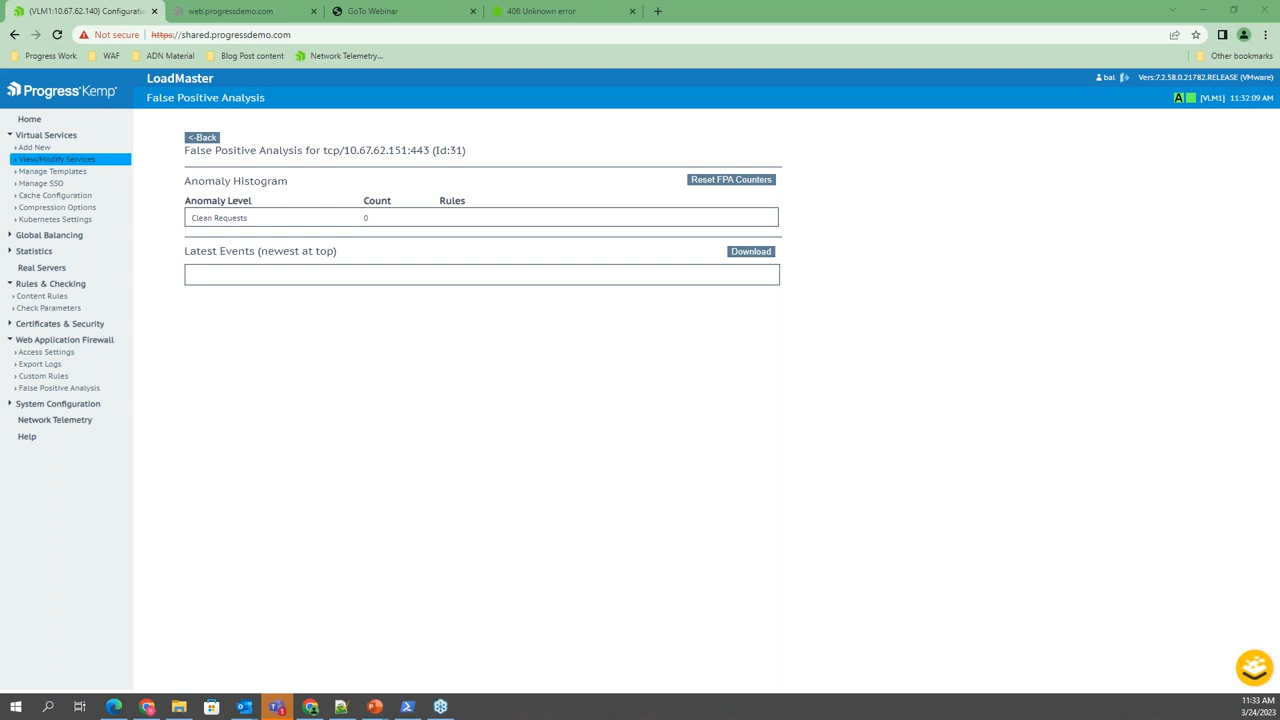 (VLM1:10.67.62.140) Configurati
web.progressdemo.com
GoTo Webinar
406 Unknown error
Not secure
https://shared.progressdemo.com
Progress Work
WAF
ADN Material
Blog Post content
Network Telemetry...
Other bookmarks
Progress Kemp
LoadMaster
bal
Vers:7.2.58.0.21782.RELEASE (VMware)
False Positive Analysis
A
[VLM1]
11:32:09 AM
Home
Virtual Services
Add New
View/Modify Services
Manage Templates
Manage SSO
Cache Configuration
Compression Options
Kubernetes Settings
Global Balancing
Statistics
Real Servers
Rules & Checking
Content Rules
Check Parameters
Certificates & Security
Web Application Firewall
Access Settings
Export Logs
Custom Rules
False Positive Analysis
System Configuration
Network Telemetry
Help
<-Back
False Positive Analysis for tcp/10.67.62.151:443 (Id:31)
Anomaly Histogram
Reset FPA Counters
Anomaly Level Count Rules
Clean Requests 0
Latest Events (newest at top)
Download
11:33 AM
3/24/2023